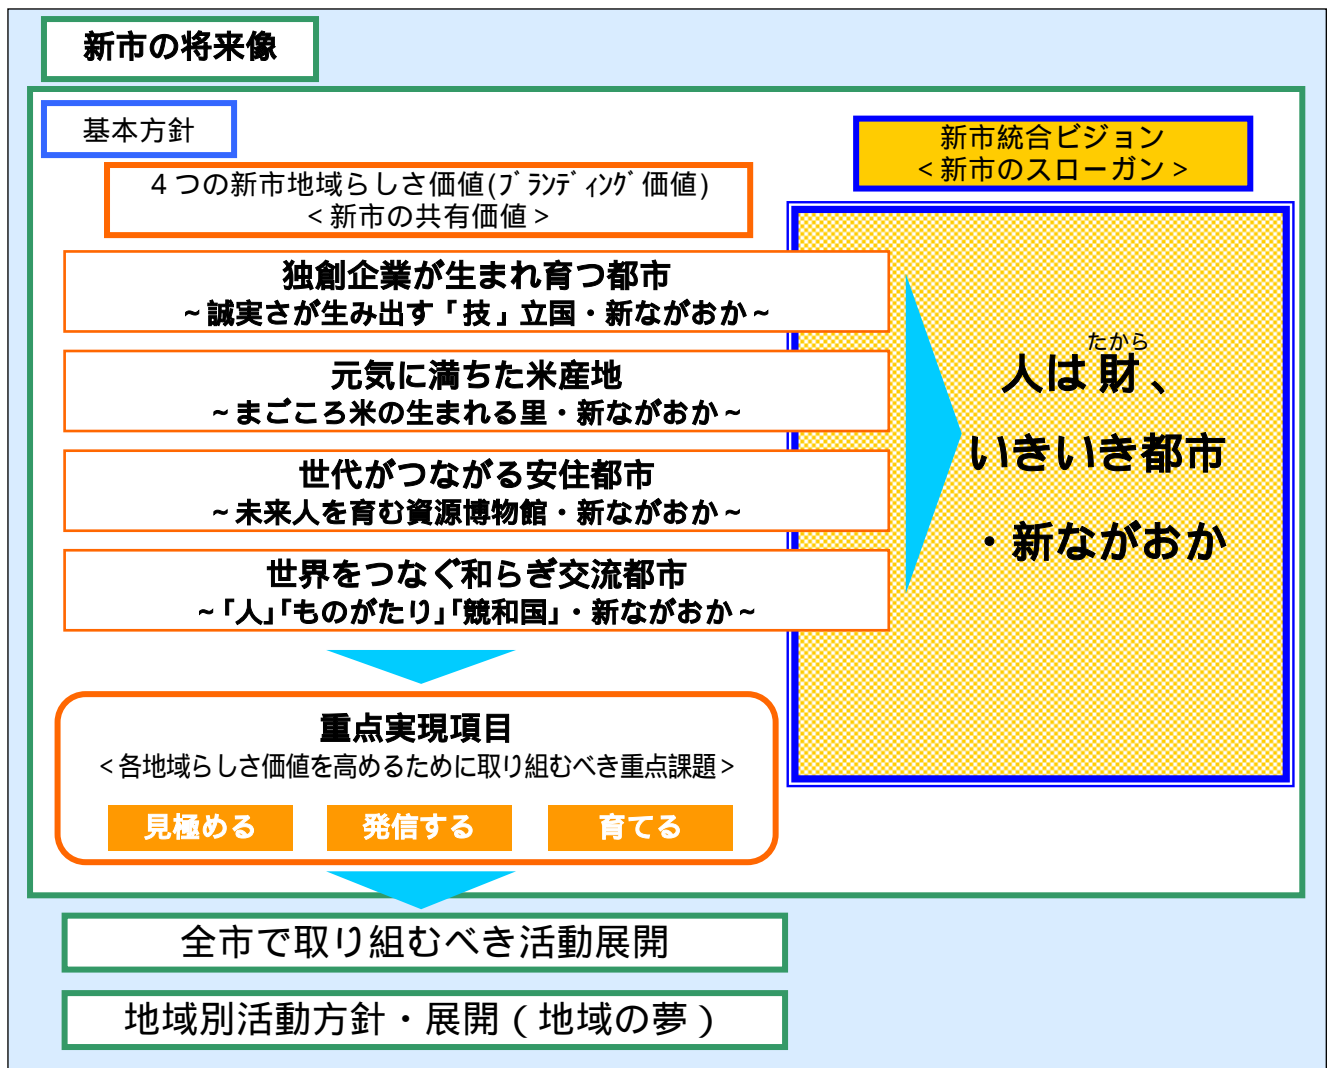 新市の将来像
基本方針
４つの新市地域らしさ価値(ﾌﾞﾗﾝﾃﾞｨﾝｸﾞ価値)
＜新市の共有価値＞
新市統合ビジョン
＜新市のスローガン＞
独創企業が生まれ育つ都市
～誠実さが生み出す「技」立国・新ながおか～
元気に満ちた米産地
～まごころ米の生まれる里・新ながおか～
世代がつながる安住都市
～未来人を育む資源博物館・新ながおか～
世界をつなぐ和らぎ交流都市
～「人」「ものがたり」「競和国」・新ながおか～
たから
人は財、
いきいき都市
・新ながおか
重点実現項目
＜各地域らしさ価値を高めるために取り組むべき重点課題＞
見極める
発信する
育てる
全市で取り組むべき活動展開
地域別活動方針・展開（地域の夢）